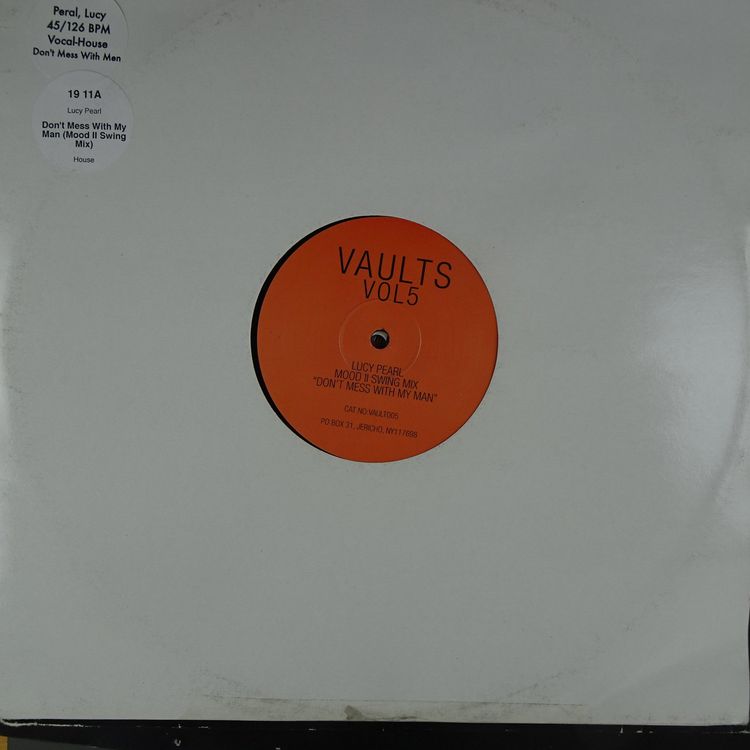 Peral, Lucy
45/126 BPM
Vocal-House
Don't Mess With Men
19 11A
Lucy Pearl
Don't Mess With My
Man (Mood II Swing
Mix)
House
VAULTS
VOL5
LUCY PEARL
MOOD II SWING MIX
"DON'T MESS WITH MY MAN"
CAT NO:VAULT005
PO BOX 31, JERICHO, NY117698